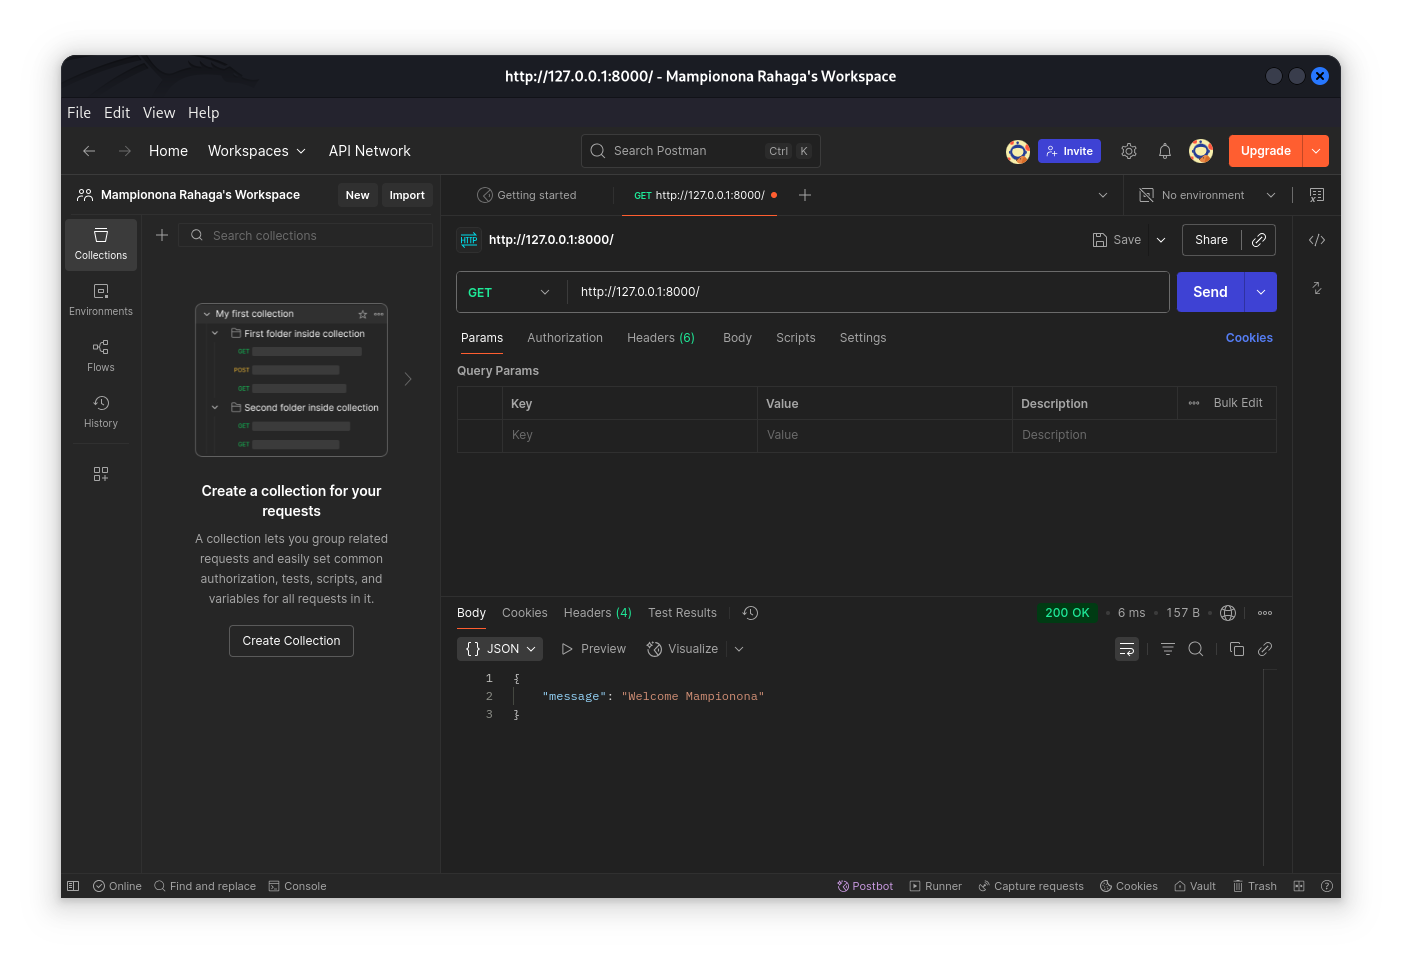 http://127.0.0.1:8000/ - Mampionona Rahaga's Workspace
File Edit View Help
Home Workspaces API Network Search Postman Ctrl K Invite Upgrade
Mampionona Rahaga's Workspace New Import
Getting started GET http://127.0.0.1:8000/ No environment
Collections
Environments
Flows
History
Search collections
My first collection
First folder inside collection
GET
POST
GET
Second folder inside collection
GET
GET
Create a collection for your
requests
A collection lets you group related
requests and easily set common
authorization, tests, scripts, and
variables for all requests in it.
Create Collection
HTTP http://127.0.0.1:8000/ Save Share
GET http://127.0.0.1:8000/ Send
Params Authorization Headers (6) Body Scripts Settings Cookies
Query Params
Key Value Description Bulk Edit
Key Value Description
Body Cookies Headers (4) Test Results 200 OK • 6 ms • 157 B
{} JSON Preview Visualize
1 {
2 "message": "Welcome Mampionona"
3 }
Online Find and replace Console Postbot Runner Capture requests Cookies Vault Trash